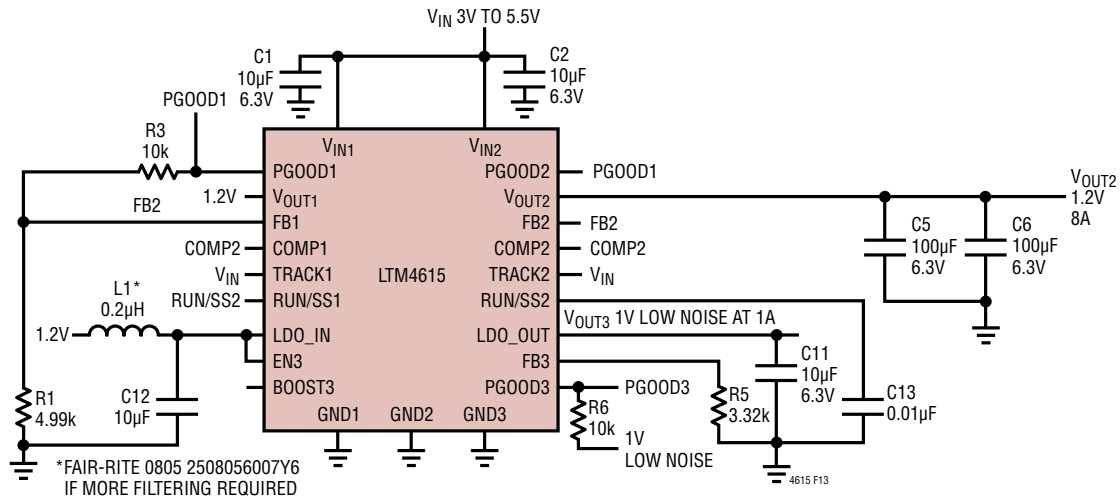 VIN 3V TO 5.5V
C1
10µF
6.3V
C2
10µF
6.3V
PGOOD1
R3
10k
VIN1
VIN2
PGOOD1
PGOOD2
PGOOD1
1.2V
VOUT1
VOUT2
VOUT2
1.2V
8A
FB2
FB1
FB2
FB2
C5
100µF
6.3V
C6
100µF
6.3V
COMP2
COMP1
COMP2
COMP2
VIN
TRACK1
LTM4615
TRACK2
VIN
L1*
0.2µH
RUN/SS2
RUN/SS1
RUN/SS2
VOUT3 1V LOW NOISE AT 1A
1.2V
LDO_IN
LDO_OUT
EN3
FB3
C11
10µF
6.3V
R1
4.99k
C12
10µF
BOOST3
PGOOD3
PGOOD3
R5
3.32k
C13
0.01µF
GND1
GND2
GND3
R6
10k
1V
LOW NOISE
*FAIR-RITE 0805 2508056007Y6
IF MORE FILTERING REQUIRED
4615 F13